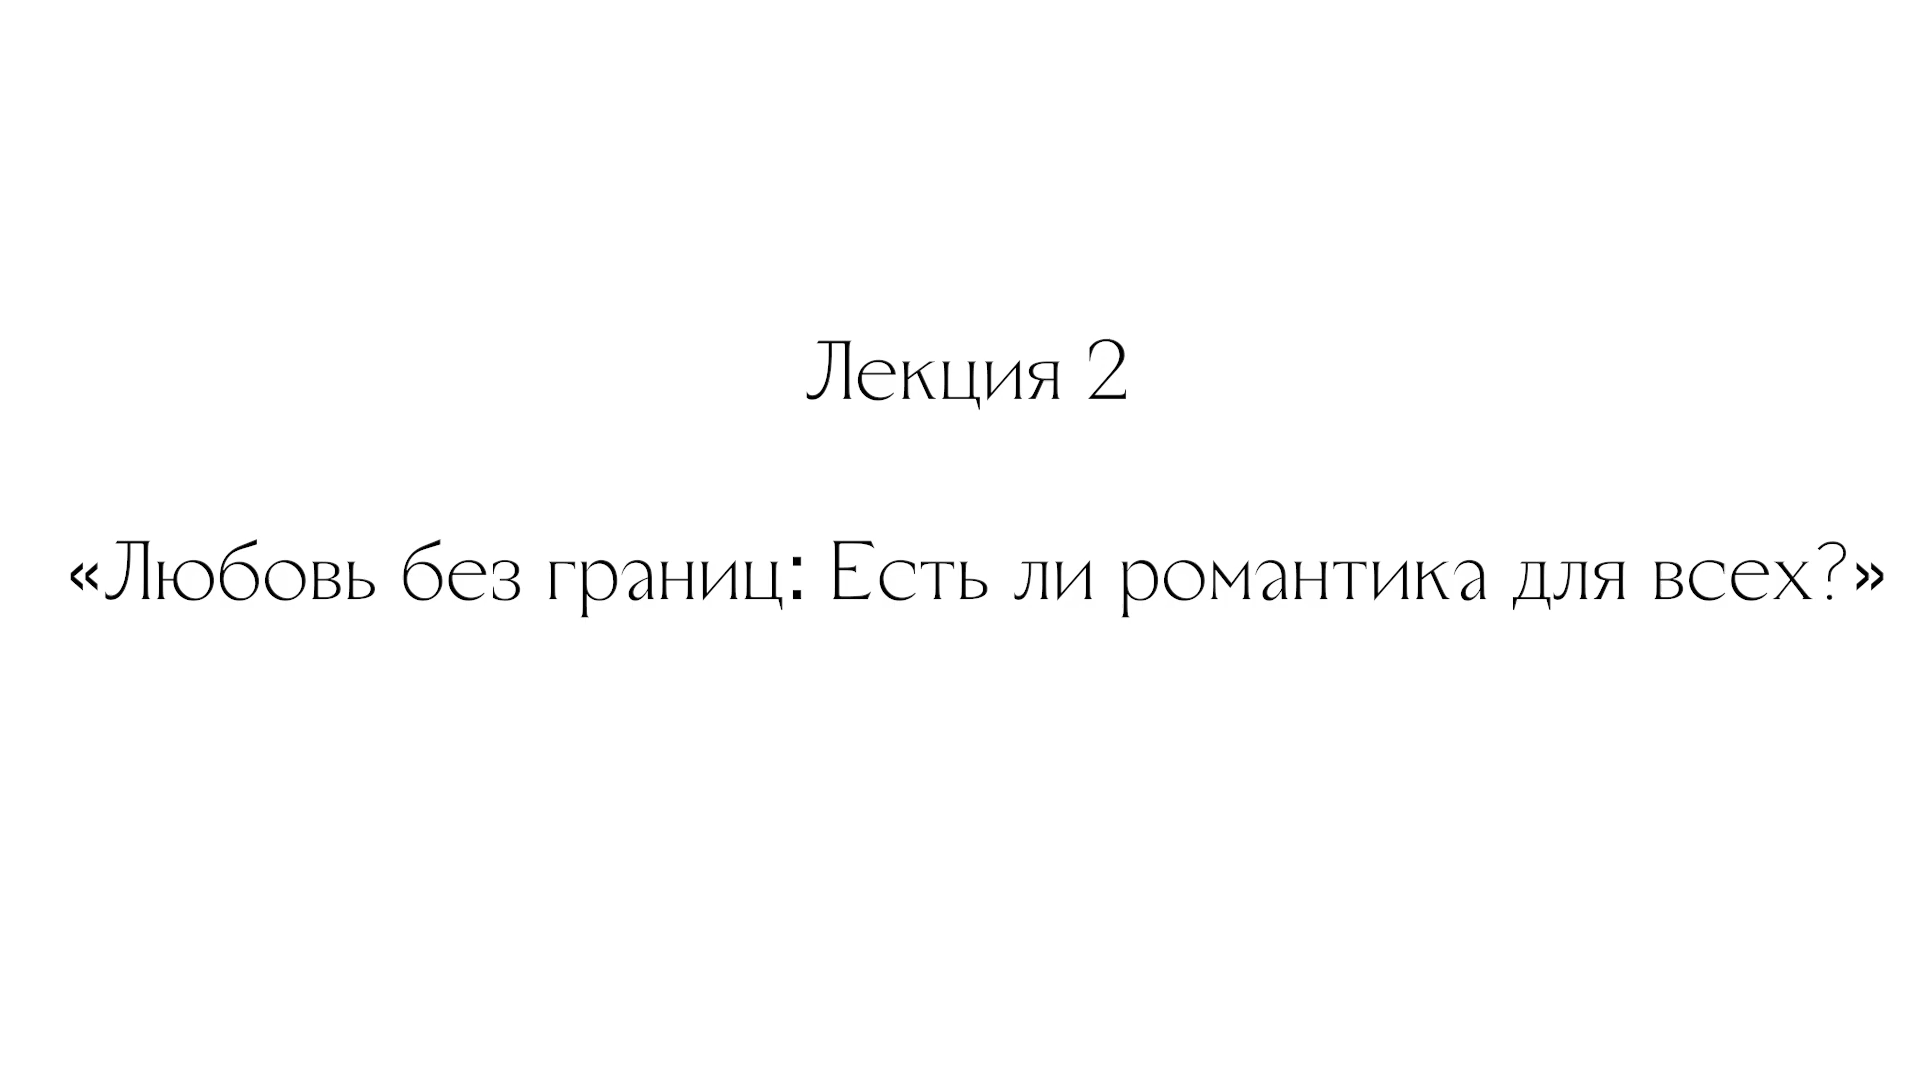 Лекция 2
«Любовь без границ: Есть ли романтика для всех?»